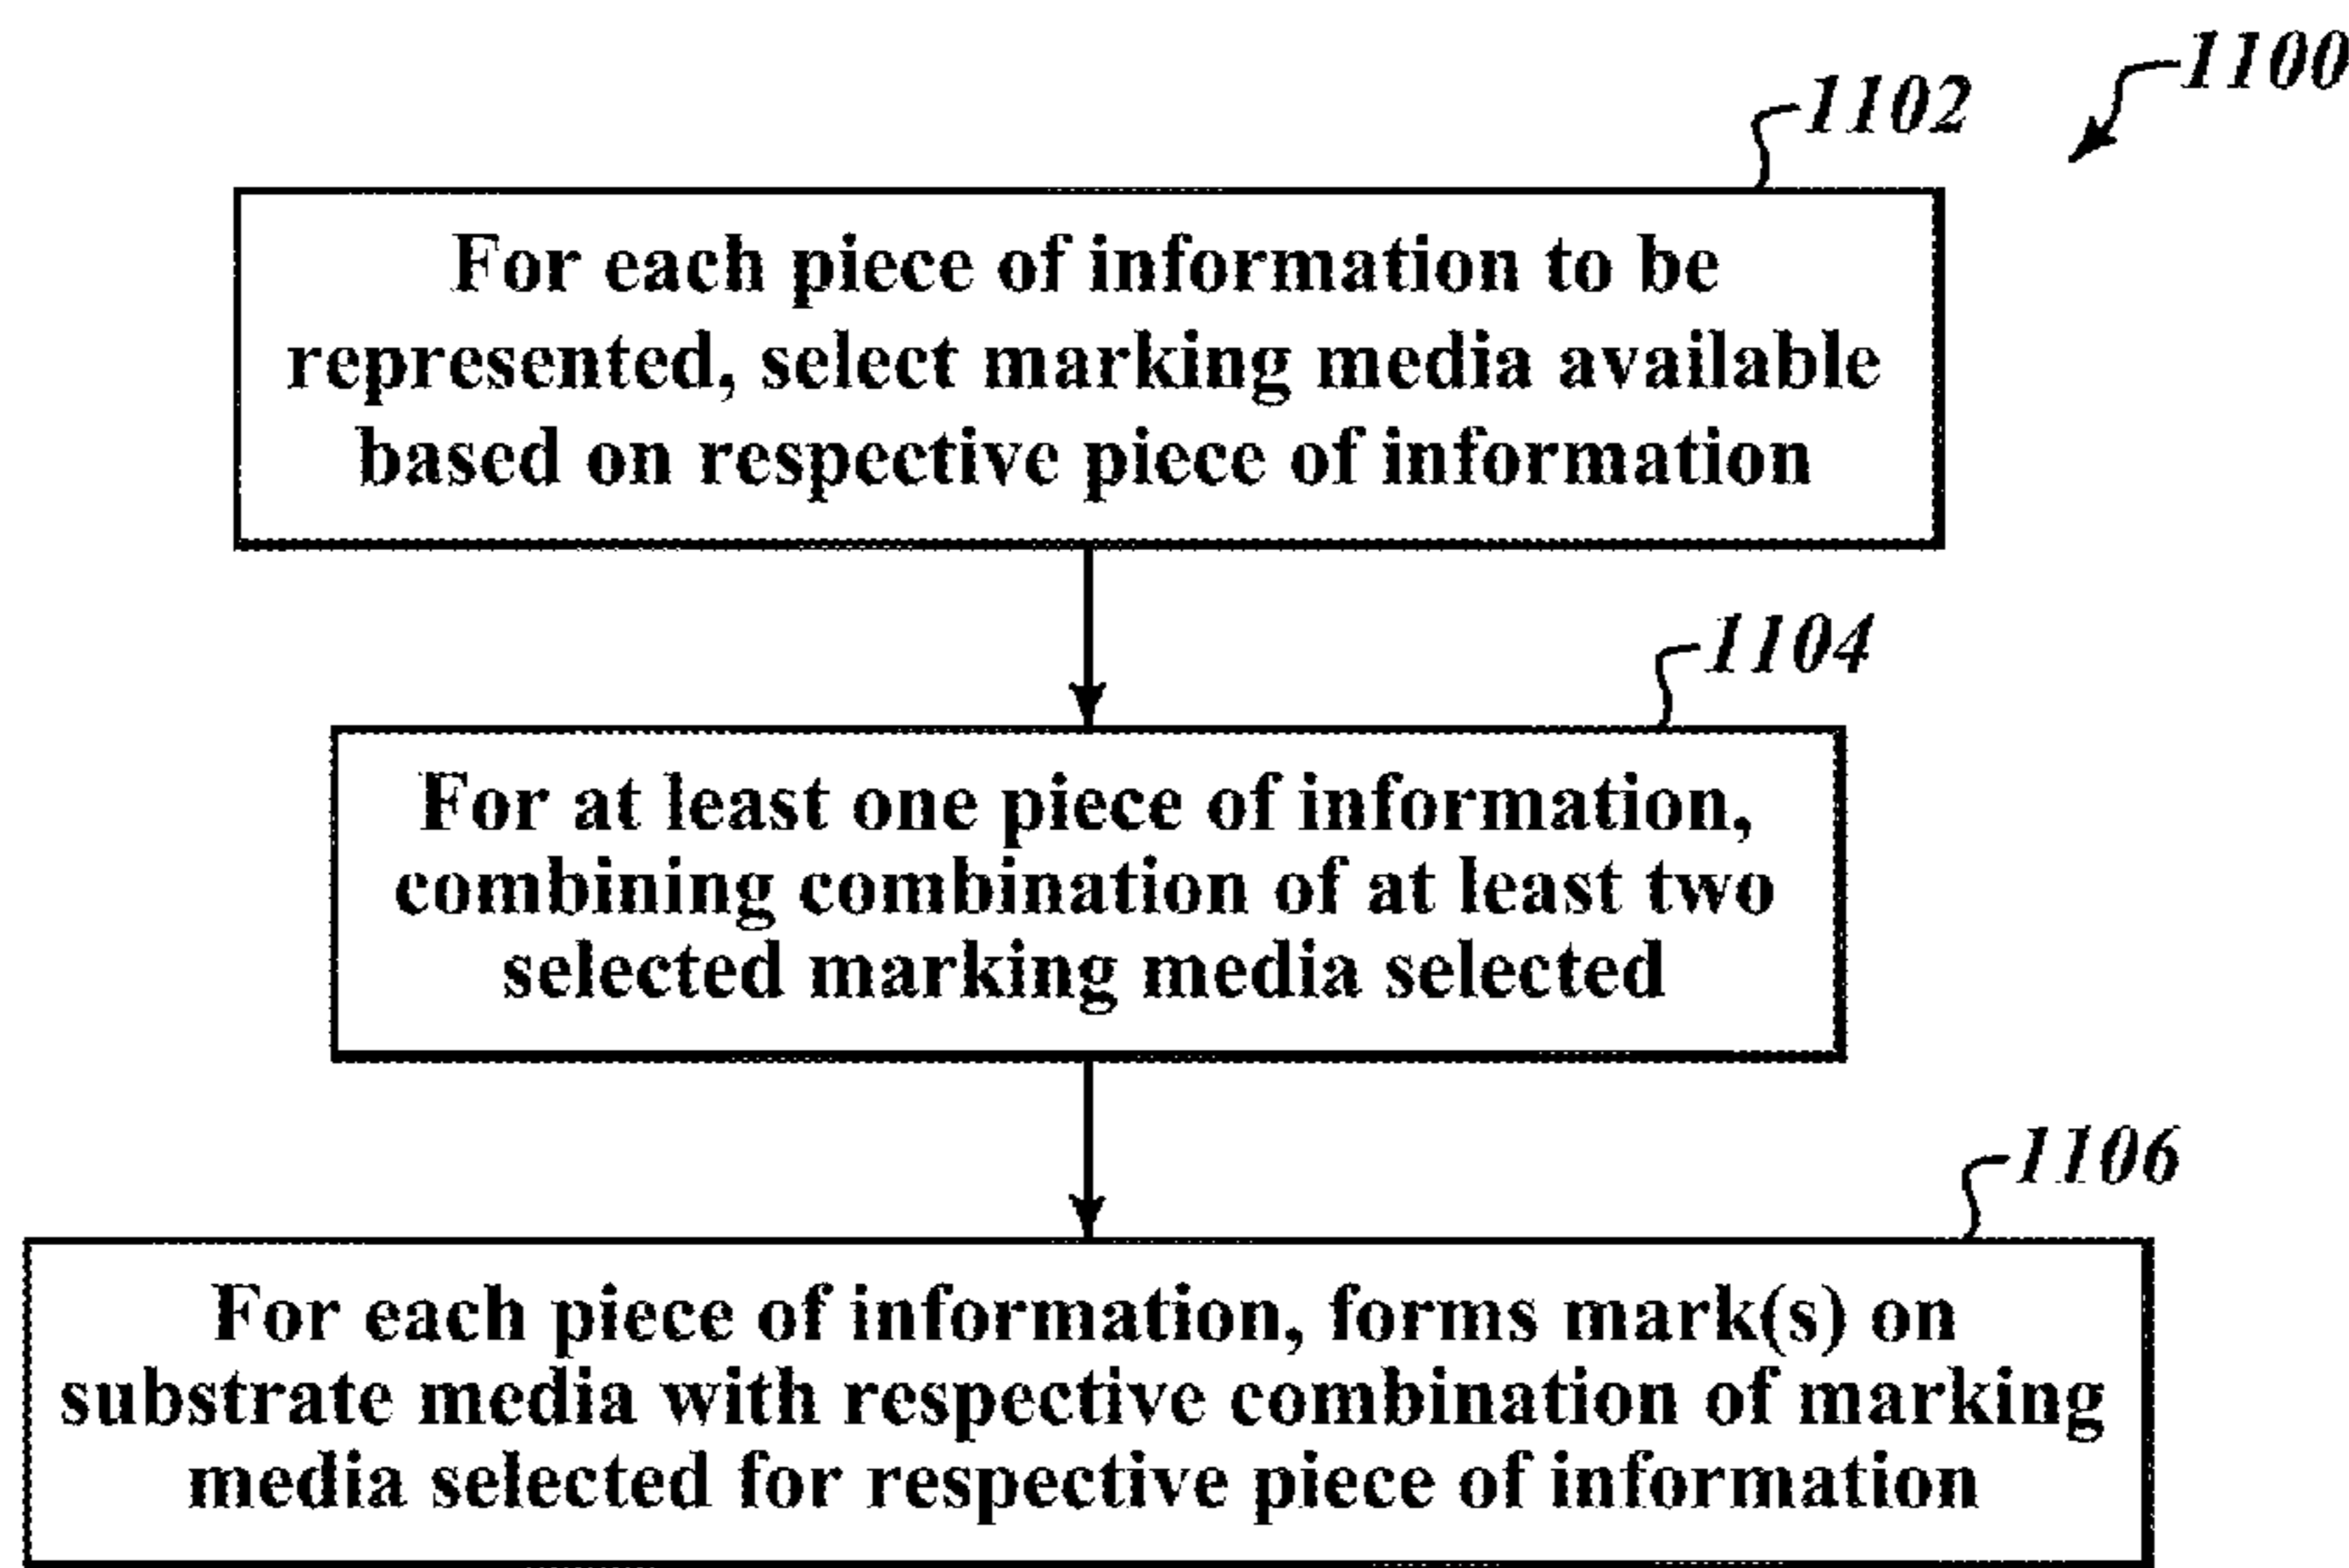 1100
1102
For each piece of information to be
represented, select marking media available
based on respective piece of information
1104
For at least one piece of information,
combining combination of at least two
selected marking media selected
1106
For each piece of information, forms mark(s) on
substrate media with respective combination of marking
media selected for respective piece of information